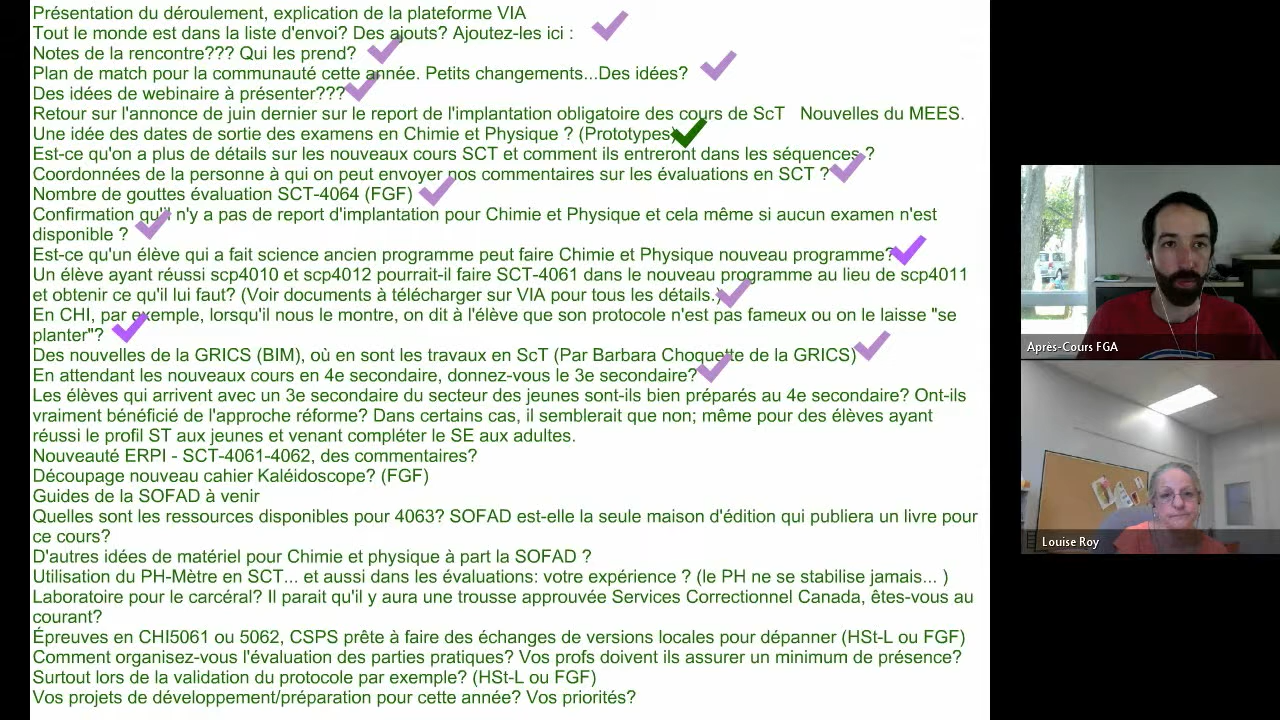 Présentation du déroulement, explication de la plateforme VIA
Tout le monde est dans la liste d'envoi? Des ajouts? Ajoutez-les ici :
Notes de la rencontre??? Qui les prend?
Plan de match pour la communauté cette année. Petits changements...Des idées?
Des idées de webinaire à présenter???
Retour sur l'annonce de juin dernier sur le report de l'implantation obligatoire des cours de ScT   Nouvelles du MEES.
Une idée des dates de sortie des examens en Chimie et Physique ? (Prototypes)
Est-ce qu'on a plus de détails sur les nouveaux cours SCT et comment ils entreront dans les séquences ?
Coordonnées de la personne à qui on peut envoyer nos commentaires sur les évaluations en SCT ?
Nombre de gouttes évaluation SCT-4064 (FGF)
Confirmation qu'il n'y a pas de report d'implantation pour Chimie et Physique et cela même si aucun examen n'est
disponible ?
Est-ce qu'un élève qui a fait science ancien programme peut faire Chimie et Physique nouveau programme?
Un élève ayant réussi scp4010 et scp4012 pourrait-il faire SCT-4061 dans le nouveau programme au lieu de scp4011
et obtenir ce qu'il lui faut? (Voir documents à télécharger sur VIA pour tous les détails.)
En CHI, par exemple, lorsqu'il nous le montre, on dit à l'élève que son protocole n'est pas fameux ou on le laisse "se
planter"?
Des nouvelles de la GRICS (BIM), où en sont les travaux en ScT (Par Barbara Choquette de la GRICS)
En attendant les nouveaux cours en 4e secondaire, donnez-vous le 3e secondaire?
Les élèves qui arrivent avec un 3e secondaire du secteur des jeunes sont-ils bien préparés au 4e secondaire? Ont-ils
vraiment bénéficié de l'approche réforme? Dans certains cas, il semblerait que non; même pour des élèves ayant
réussi le profil ST aux jeunes et venant compléter le SE aux adultes.
Nouveauté ERPI - SCT-4061-4062, des commentaires?
Découpage nouveau cahier Kaléidoscope? (FGF)
Guides de la SOFAD à venir
Quelles sont les ressources disponibles pour 4063? SOFAD est-elle la seule maison d'édition qui publiera un livre pour
ce cours?
D'autres idées de matériel pour Chimie et physique à part la SOFAD ?
Utilisation du PH-Mètre en SCT... et aussi dans les évaluations: votre expérience ? (le PH ne se stabilise jamais... )
Laboratoire pour le carcéral? Il parait qu'il y aura une trousse approuvée Services Correctionnel Canada, êtes-vous au
courant?
Épreuves en CHI5061 ou 5062, CSPS prête à faire des échanges de versions locales pour dépanner (HSt-L ou FGF)
Comment organisez-vous l'évaluation des parties pratiques? Vos profs doivent ils assurer un minimum de présence?
Surtout lors de la validation du protocole par exemple? (HSt-L ou FGF)
Vos projets de développement/préparation pour cette année? Vos priorités?
Après-Cours FGA
Louise Roy